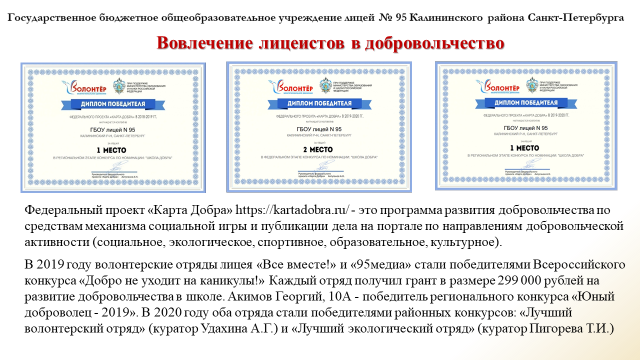 Государственное бюджетное общеобразовательное учреждение лицей № 95 Калининского района Санкт-Петербурга
Вовлечение лицеистов в добровольчество
ВОЛОНТЁР
ДИПЛОМ ПОБЕДИТЕЛЯ
ГБОУ лицей N 95
1 МЕСТО
ВОЛОНТЁР
ДИПЛОМ ПОБЕДИТЕЛЯ
ГБОУ лицей N 95
2 МЕСТО
ВОЛОНТЁР
ДИПЛОМ ПОБЕДИТЕЛЯ
ГБОУ лицей N 95
1 МЕСТО
Федеральный проект «Карта Добра» https://kartadobra.ru/ - это программа развития добровольчества по
средствам механизма социальной игры и публикации дела на портале по направлениям добровольческой
активности (социальное, экологическое, спортивное, образовательное, культурное).
В 2019 году волонтерские отряды лицея «Все вместе!» и «95медиа» стали победителями Всероссийского
конкурса «Добро не уходит на каникулы!» Каждый отряд получил грант в размере 299 000 рублей на
развитие добровольчества в школе. Акимов Георгий, 10А - победитель регионального конкурса «Юный
доброволец - 2019». В 2020 году оба отряда стали победителями районных конкурсов: «Лучший
волонтерский отряд» (куратор Удахина А.Г.) и «Лучший экологический отряд» (куратор Пигорева Т.И.)